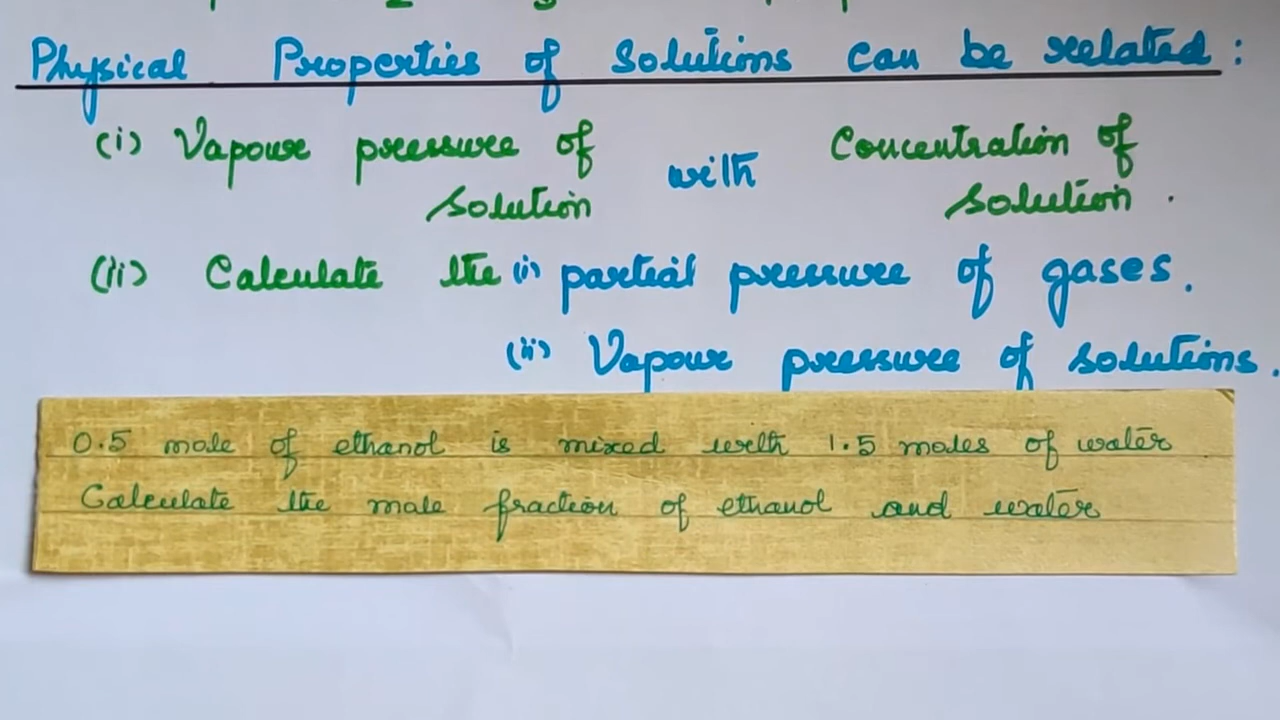 Physical Properties of Solutions can be related :
(i) Vapour pressure of solution with Concentration of solution .
(ii) Calculate the (i) partial pressure of gases .
(ii) Vapour pressure of solutions .
0.5 mole of ethanol is mixed with 1.5 moles of water
Calculate the mole fraction of ethanol and water